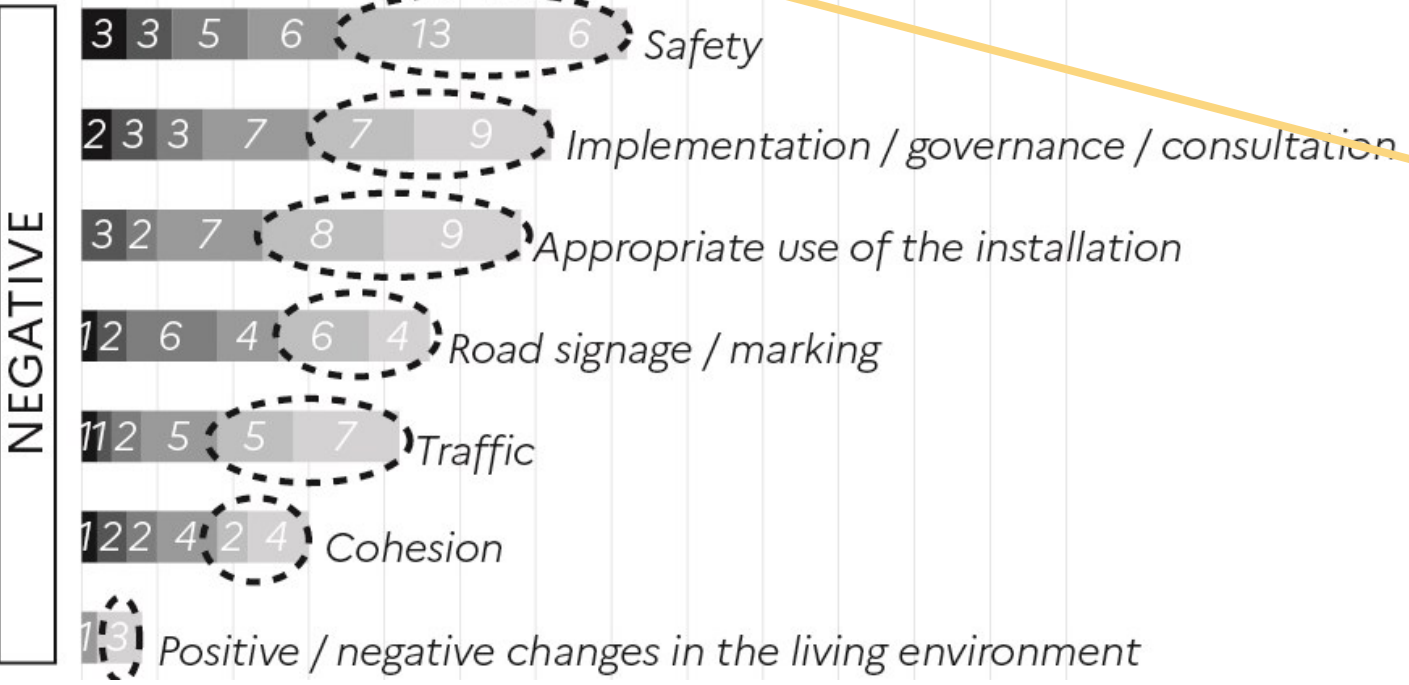 NEGATIVE
3 3 5 6 13 6 Safety
2 3 3 7 7 9 Implementation / governance / consultation
3 2 7 8 9 Appropriate use of the installation
1 2 6 4 6 4 Road signage / marking
1 1 2 5 5 7 Traffic
1 2 2 4 2 4 Cohesion
1 3 Positive / negative changes in the living environment